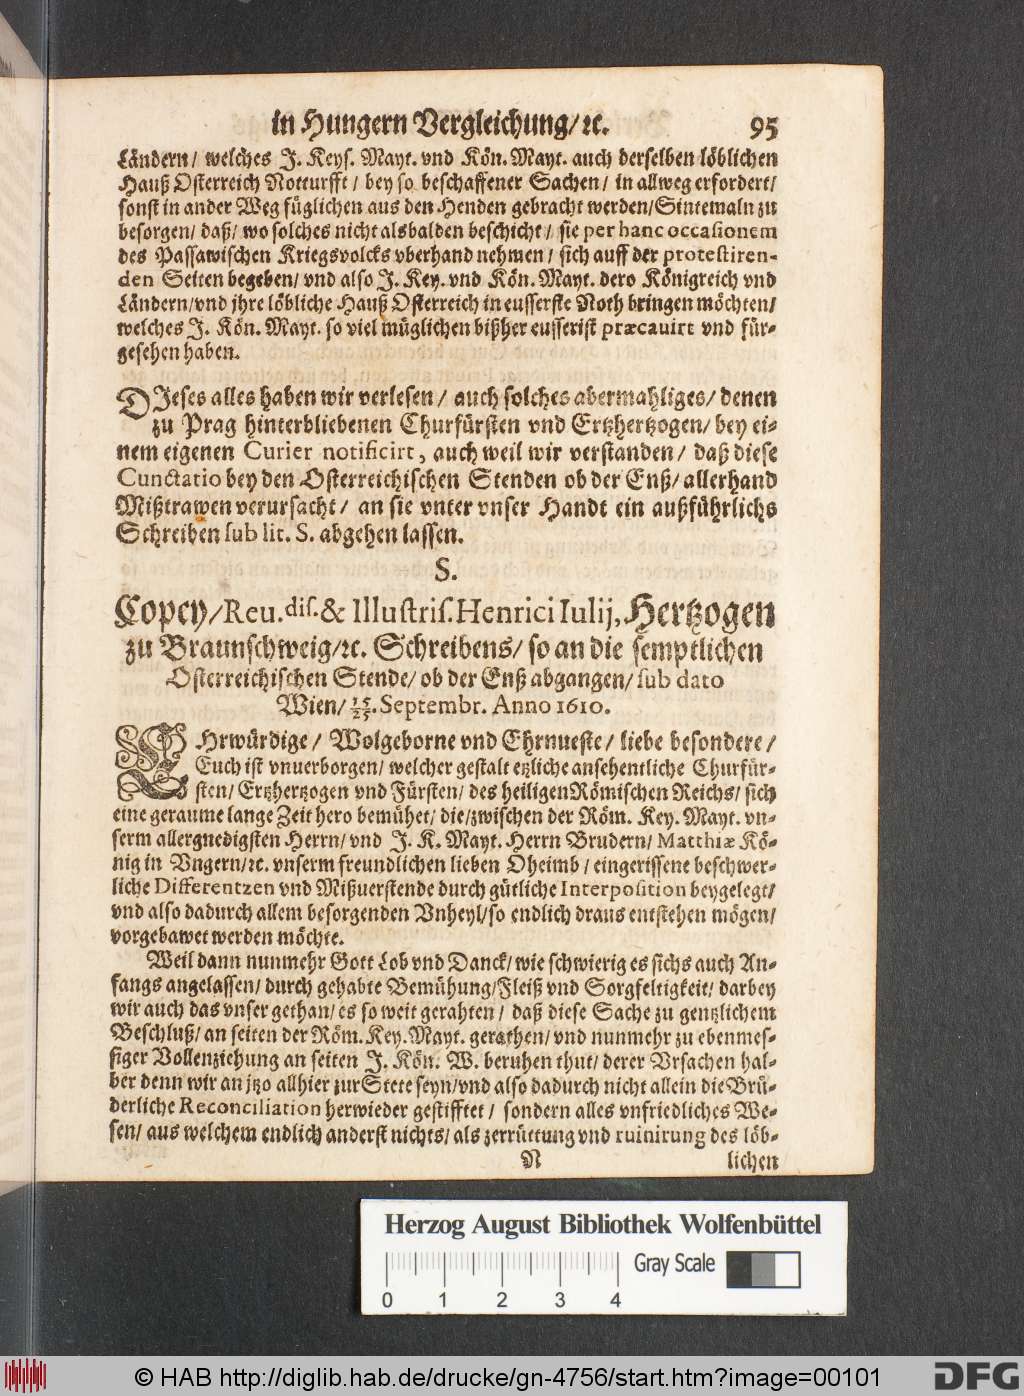 in Hungern Vergleichung/ꝛc. 95
Ländern/ welches J. Keys. Mayt. vnd Kön. Mayt. auch derselben löblichen
Hauß Osterreich Notturfft / bey so beschaffener Sachen / in allweg erfordert/
sonst in ander Weg füglichen aus den Henden gebracht werden/Sintemaln zu
besorgen/ daß/ wo solches nicht alsbalden beschicht / sie per hanc occasionem
des Passawischen Kriegsvolcks vberhand nehmen / sich auff der protestiren-
den Seiten begeben/ vnd also J. Key. vnd Kön. Mayt. dero Königreich vnd
Ländern/vnd jhre löbliche Hauß Osterreich in eusserste Noth bringen möchten/
welches J. Kön. Mayt. so viel müglichen bißher eusserist præcavirt vnd für-
gesehen haben.
DJeses alles haben wir verlesen / auch solches abermahliges/ denen
zu Prag hinterbliebenen Churfürsten vnd Ertzhertzogen/ bey ei-
nem eigenen Curier notificirt, auch weil wir verstanden / daß diese
Cunctatio bey den Osterreichischen Stenden ob der Enß/ allerhand
Mißtrawen verursacht / an sie vnter vnser Handt ein außführlichs
Schreiben sub lit. S. abgehen lassen.
S.
Copey/Reu.dis.& Illustris.Henrici Iulij, Hertzogen
zu Braunschweig/ꝛc. Schreibens/ so an die semptlichen
Osterreichischen Stende/ ob der Enß abgangen/ sub dato
Wien/ 15/25. Septembr. Anno 1610.
EHrwürdige / Wolgeborne vnd Ehrnueste / liebe besondere /
Euch ist vnuerborgen/ welcher gestalt etzliche ansehentliche Churfür-
sten/ Ertzhertzogen vnd Fürsten/ des heiligen Römischen Reichs/ sich
eine geraume lange Zeit hero bemühet/ die/zwischen der Röm. Key. Mayt. vn-
serm allergnedigsten Herrn/ vnd J. K. Mayt. Herrn Brudern/ Matthiæ Kö-
nig in Vngern/ꝛc. vnserm freundlichen lieben Oheimb / eingerissene beschwer-
liche Differentzen vnd Mißuerstende durch gütliche Interposition beygelegt/
vnd also dadurch allem besorgenden Vnheyl/so endlich draus entstehen mögen/
vorgebawet werden möchte.
Weil dann nunmehr Gott Lob vnd Danck/ wie schwierig es sichs auch An-
fangs angelassen/ durch gehabte Bemühung/Fleiß vnd Sorgfeltigkeit/ darbey
wir auch das vnser gethan/ es so weit gerahten / daß diese Sache zu gentzlichem
Beschluß/ an seiten der Röm. Key. Mayt. gerathen/ vnd nunmehr zu ebenmes-
siger Vollenziehung an seiten J. Kön. W. beruhen thut/ derer Vrsachen hal-
ber denn wir an jtzo allhier zur Stete seyn/vnd also dadurch nicht allein die Brü-
derliche Reconciliation herwieder gestifftet / sondern alles vnfriedliches We-
sen/ aus welchem endlich anderst nichts/ als zerrüttung vnd ruinirung des löb-
N lichen
Herzog August Bibliothek Wolfenbüttel
Gray Scale
0 1 2 3 4
© HAB http://diglib.hab.de/drucke/gn-4756/start.htm?image=00101
DFG